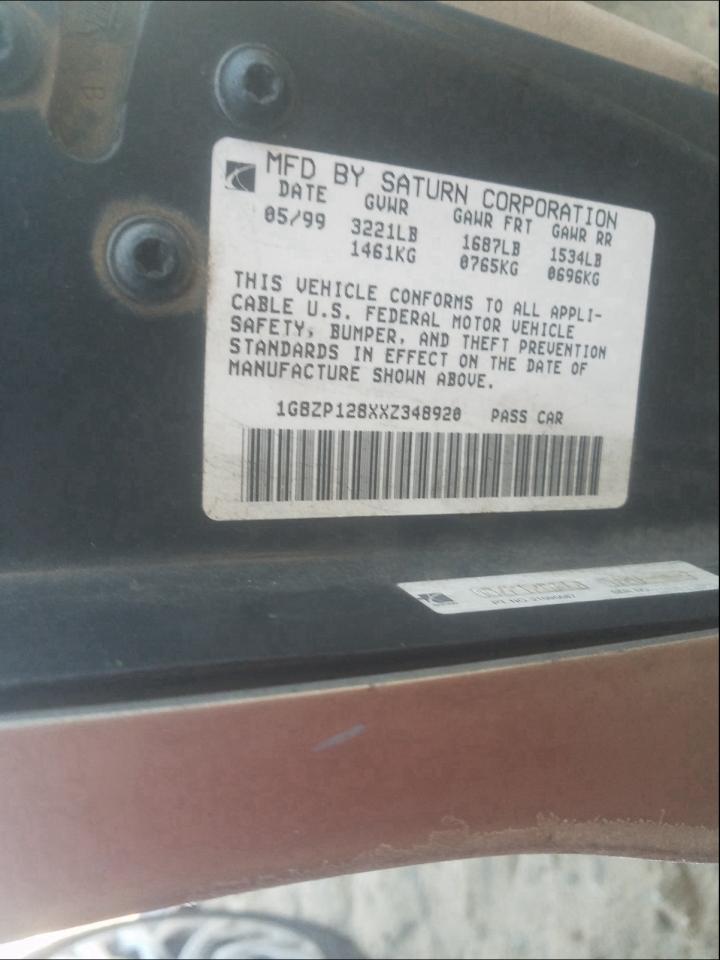 MFD BY SATURN CORPORATION
DATE GVWR GAWR FRT GAWR RR
05/99 3221LB 1687LB 1534LB
1461KG 0765KG 0696KG
THIS VEHICLE CONFORMS TO ALL APPLI-
CABLE U.S. FEDERAL MOTOR VEHICLE
SAFETY, BUMPER, AND THEFT PREVENTION
STANDARDS IN EFFECT ON THE DATE OF
MANUFACTURE SHOWN ABOVE.
1G8ZP128XXZ348920 PASS CAR
PT NO